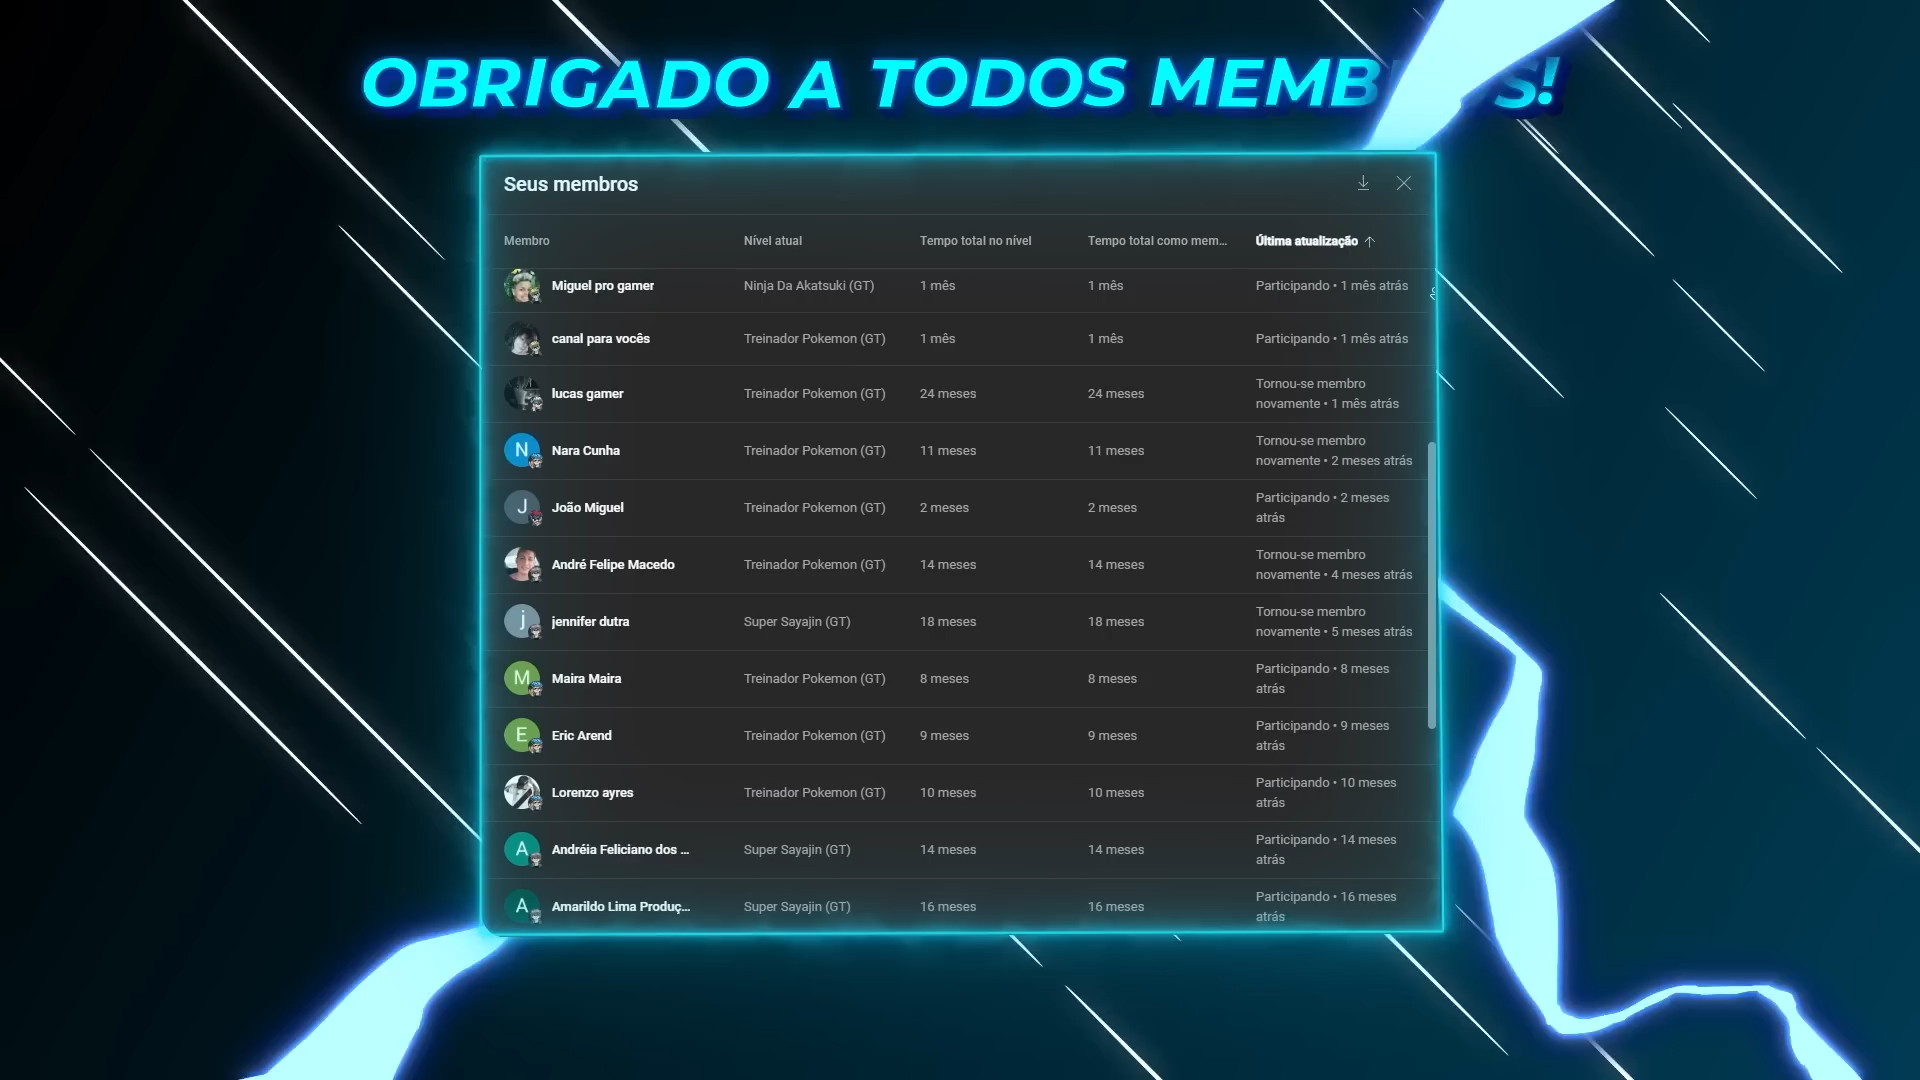 OBRIGADO A TODOS MEMB S!
Seus membros
Membro Nível atual Tempo total no nível Tempo total como mem... Última atualização
Miguel pro gamer Ninja Da Akatsuki (GT) 1 mês 1 mês Participando • 1 mês atrás
canal para vocês Treinador Pokemon (GT) 1 mês 1 mês Participando • 1 mês atrás
lucas gamer Treinador Pokemon (GT) 24 meses 24 meses Tornou-se membro
novamente • 1 mês atrás
N Nara Cunha Treinador Pokemon (GT) 11 meses 11 meses Tornou-se membro
novamente • 2 meses atrás
J João Miguel Treinador Pokemon (GT) 2 meses 2 meses Participando • 2 meses
atrás
André Felipe Macedo Treinador Pokemon (GT) 14 meses 14 meses Tornou-se membro
novamente • 4 meses atrás
j jennifer dutra Super Sayajin (GT) 18 meses 18 meses Tornou-se membro
novamente • 5 meses atrás
M Maira Maira Treinador Pokemon (GT) 8 meses 8 meses Participando • 8 meses
atrás
E Eric Arend Treinador Pokemon (GT) 9 meses 9 meses Participando • 9 meses
atrás
Lorenzo ayres Treinador Pokemon (GT) 10 meses 10 meses Participando • 10 meses
atrás
A Andréia Feliciano dos ... Super Sayajin (GT) 14 meses 14 meses Participando • 14 meses
atrás
A Amarildo Lima Produç... Super Sayajin (GT) 16 meses 16 meses Participando • 16 meses
atrás